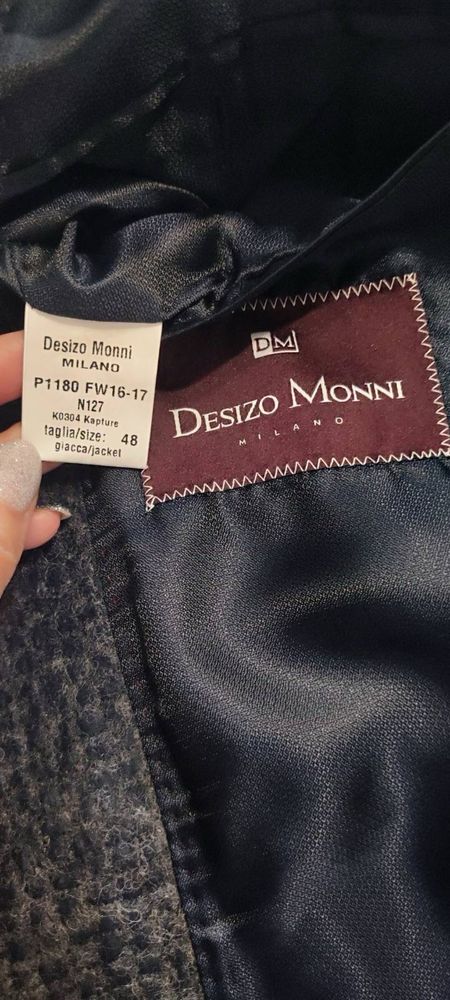 Desizo Monni
MILANO
P1180 FW16-17
N127
K0304 Kapture
taglia/size: 48
giacca/jacket
DM
DESIZO MONNI
MILANO